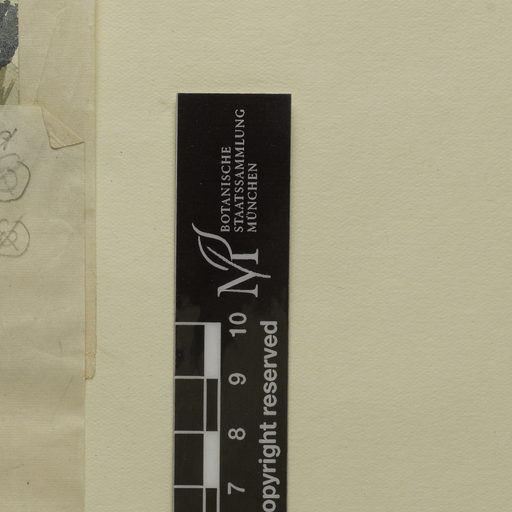 BOTANISCHE
STAATSSAMMLUNG
MÜNCHEN
M
7 8 9 10
opyright reserved